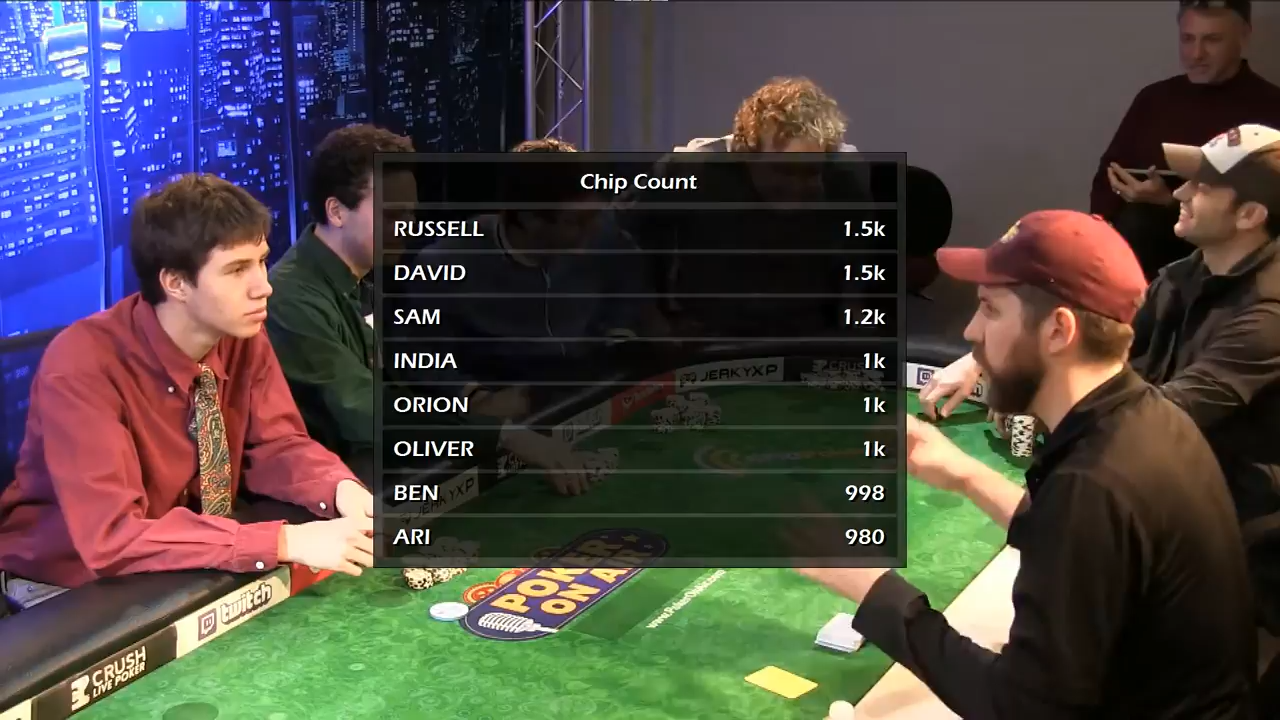 Chip Count
RUSSELL 1.5k
DAVID 1.5k
SAM 1.2k
INDIA 1k
ORION 1k
OLIVER 1k
BEN 998
ARI 980
JERKYXP
CRUSH
JERKYXP
POKER
ON AIR
twitch
CRUSH
LIVE POKER